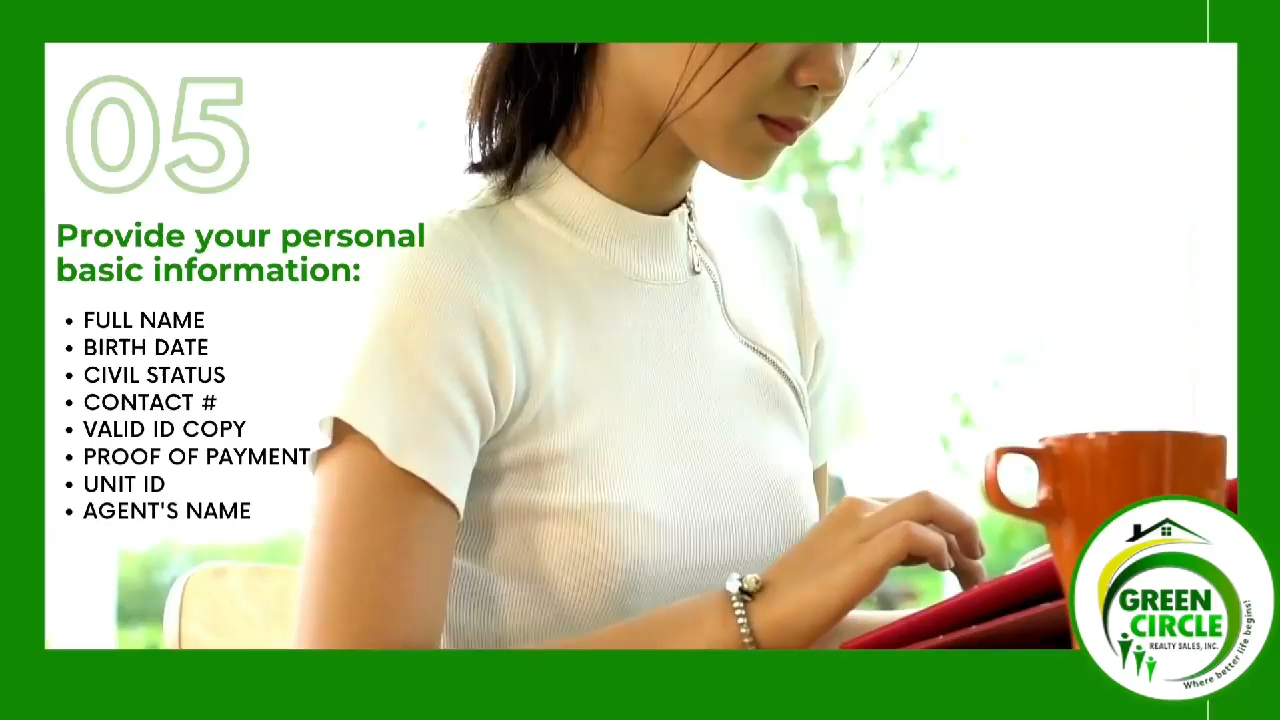 05
Provide your personal
basic information:
• FULL NAME
• BIRTH DATE
• CIVIL STATUS
• CONTACT #
• VALID ID COPY
• PROOF OF PAYMENT
• UNIT ID
• AGENT'S NAME
GREEN
CIRCLE
REALTY SALES, INC.
Where better life begins!